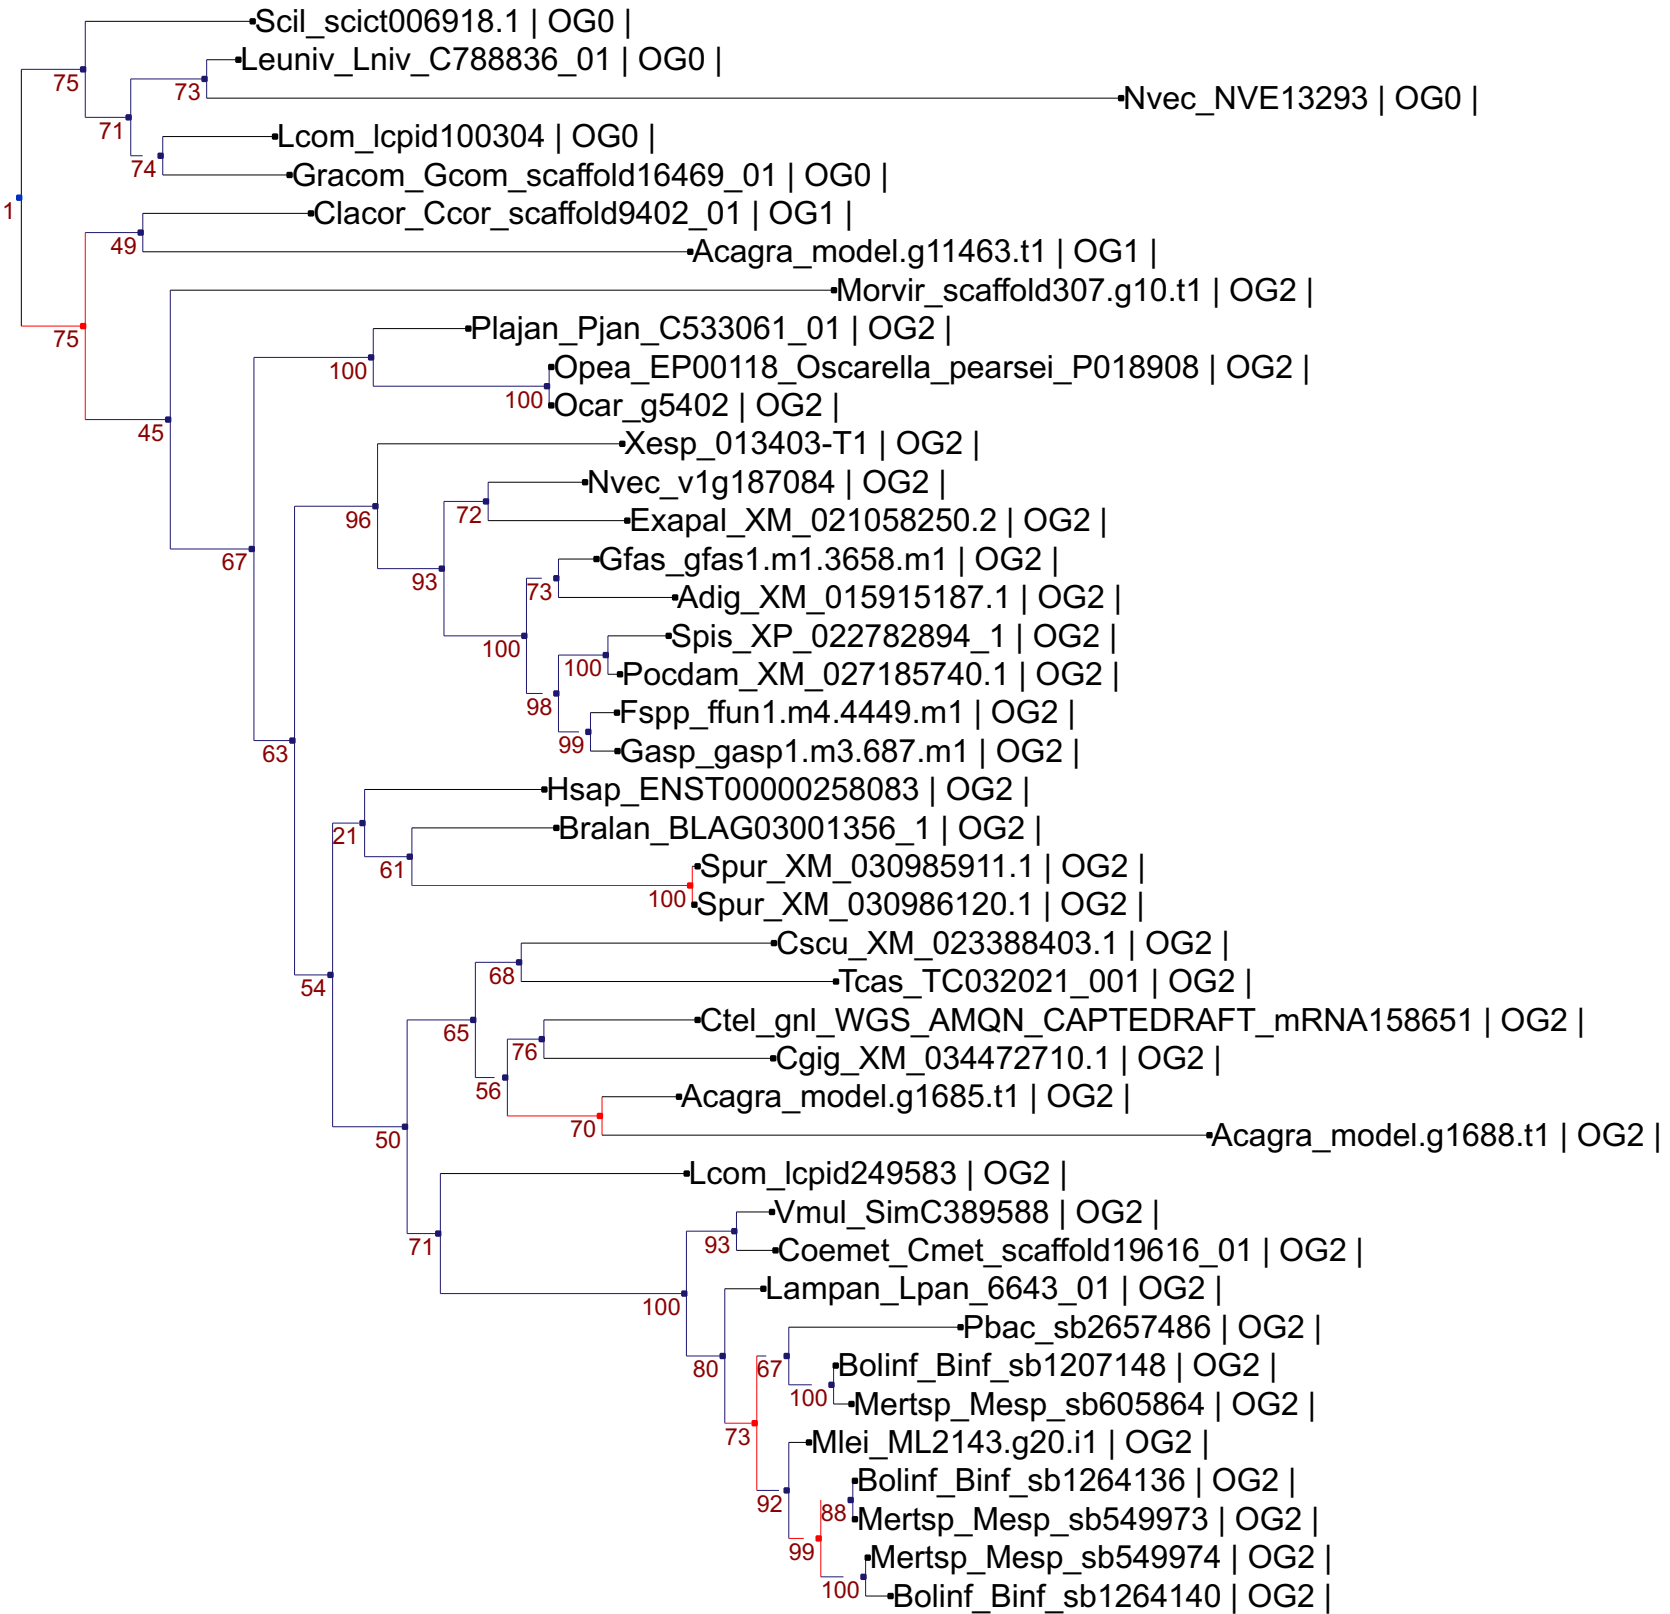 Scil_scict006918.1 | OG0 |
Leuniv_Lniv_C788836_01 | OG0 |
75
73
Nvec_NVE13293 | OG0 |
71
Lcom_lcpid100304 | OG0 |
74
Gracom_Gcom_scaffold16469_01 | OG0 |
1
Clacor_Ccor_scaffold9402_01 | OG1 |
49
Acagra_model.g11463.t1 | OG1 |
Morvir_scaffold307.g10.t1 | OG2 |
75
Plajan_Pjan_C533061_01 | OG2 |
100
Opea_EP00118_Oscarella_pearsei_P018908 | OG2 |
100
Ocar_g5402 | OG2 |
45
Xesp_013403-T1 | OG2 |
Nvec_v1g187084 | OG2 |
96
72
Exapal_XM_021058250.2 | OG2 |
67
Gfas_gfas1.m1.3658.m1 | OG2 |
93
73
Adig_XM_015915187.1 | OG2 |
Spis_XP_022782894_1 | OG2 |
100
100
Pocdam_XM_027185740.1 | OG2 |
98
Fspp_ffun1.m4.4449.m1 | OG2 |
99
Gasp_gasp1.m3.687.m1 | OG2 |
63
Hsap_ENST00000258083 | OG2 |
21
Bralan_BLAG03001356_1 | OG2 |
61
Spur_XM_030985911.1 | OG2 |
100
Spur_XM_030986120.1 | OG2 |
Cscu_XM_023388403.1 | OG2 |
68
Tcas_TC032021_001 | OG2 |
54
Ctel_gnl_WGS_AMQN_CAPTEDRAFT_mRNA158651 | OG2 |
65
76
Cgig_XM_034472710.1 | OG2 |
56
Acagra_model.g1685.t1 | OG2 |
70
Acagra_model.g1688.t1 | OG2 |
50
Lcom_lcpid249583 | OG2 |
Vmul_SimC389588 | OG2 |
71
93
Coemet_Cmet_scaffold19616_01 | OG2 |
Lampan_Lpan_6643_01 | OG2 |
100
Pbac_sb2657486 | OG2 |
80
67
Bolinf_Binf_sb1207148 | OG2 |
100
Mertsp_Mesp_sb605864 | OG2 |
73
Mlei_ML2143.g20.i1 | OG2 |
Bolinf_Binf_sb1264136 | OG2 |
92
88
Mertsp_Mesp_sb549973 | OG2 |
99
Mertsp_Mesp_sb549974 | OG2 |
100
Bolinf_Binf_sb1264140 | OG2 |